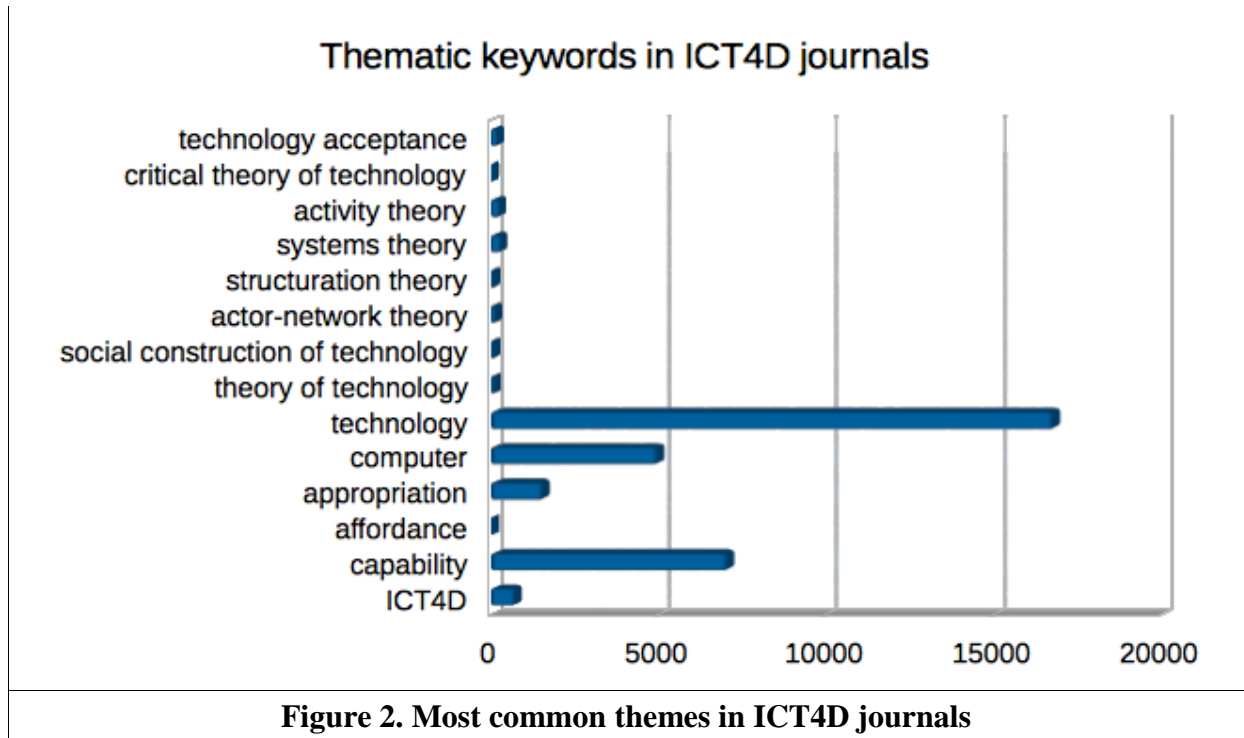 Thematic keywords in ICT4D journals
technology acceptance
critical theory of technology
activity theory
systems theory
structuration theory
actor-network theory
social construction of technology
theory of technology
technology
computer
appropriation
affordance
capability
ICT4D
0 5000 10000 15000 20000
Figure 2. Most common themes in ICT4D journals